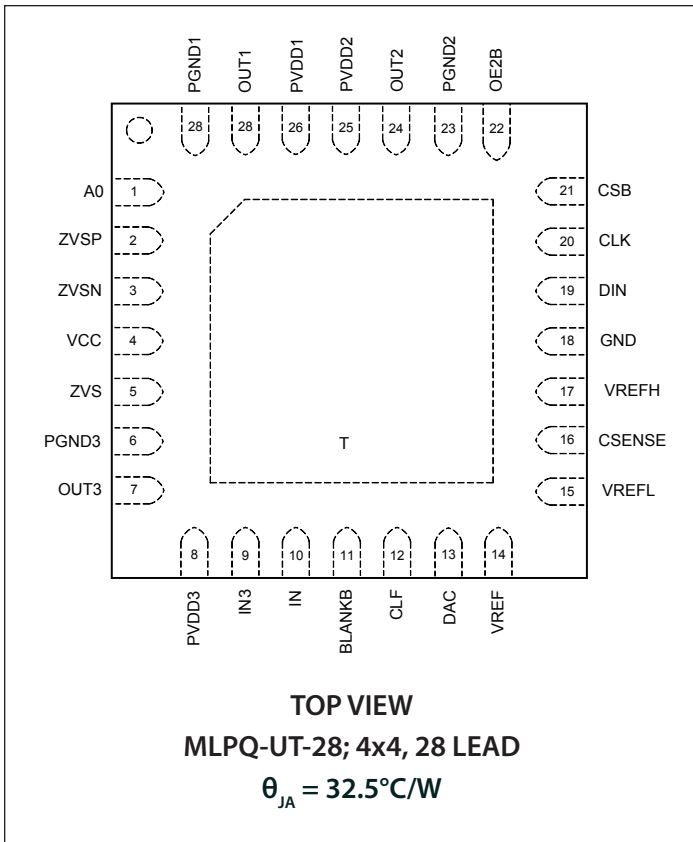 PGND1 OUT1 PVDD1 PVDD2 OUT2 PGND2 OE2B
28 28 26 25 24 23 22
A0 1
ZVSP 2
ZVSN 3
VCC 4
ZVS 5
PGND3 6
OUT3 7
21 CSB
20 CLK
19 DIN
18 GND
17 VREFH
16 CSENSE
15 VREFL
T
8 9 10 11 12 13 14
PVDD3 IN3 IN BLANKB CLF DAC VREF
TOP VIEW
MLPQ-UT-28; 4x4, 28 LEAD
θJA = 32.5°C/W